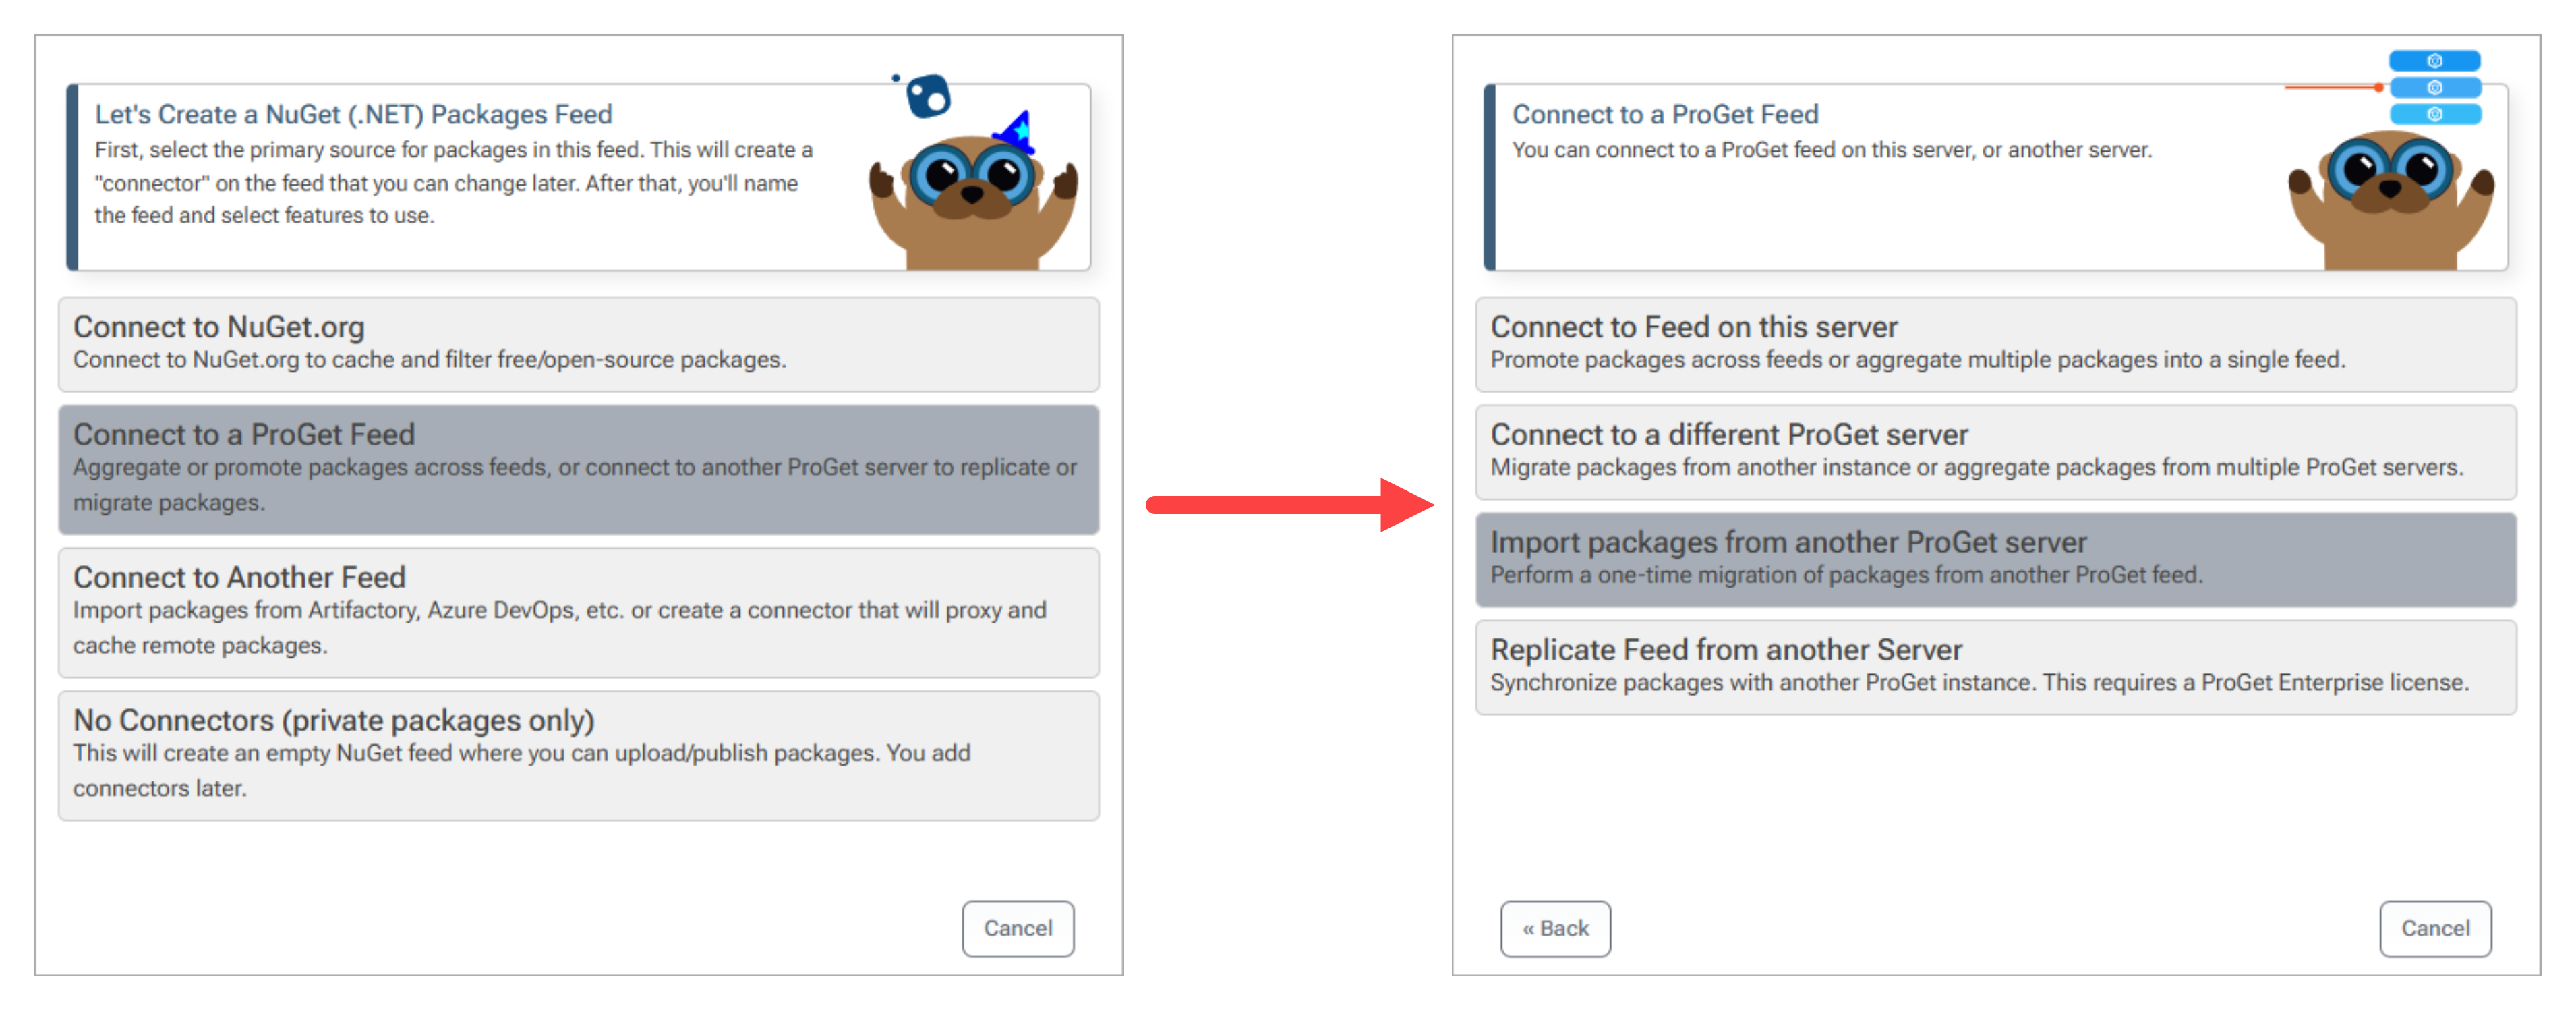 Let's Create a NuGet (.NET) Packages Feed
First, select the primary source for packages in this feed. This will create a
"connector" on the feed that you can change later. After that, you'll name
the feed and select features to use.
Connect to NuGet.org
Connect to NuGet.org to cache and filter free/open-source packages.
Connect to a ProGet Feed
Aggregate or promote packages across feeds, or connect to another ProGet server to replicate or
migrate packages.
Connect to Another Feed
Import packages from Artifactory, Azure DevOps, etc. or create a connector that will proxy and
cache remote packages.
No Connectors (private packages only)
This will create an empty NuGet feed where you can upload/publish packages. You add
connectors later.
Cancel
Connect to a ProGet Feed
You can connect to a ProGet feed on this server, or another server.
Connect to Feed on this server
Promote packages across feeds or aggregate multiple packages into a single feed.
Connect to a different ProGet server
Migrate packages from another instance or aggregate packages from multiple ProGet servers.
Import packages from another ProGet server
Perform a one-time migration of packages from another ProGet feed.
Replicate Feed from another Server
Synchronize packages with another ProGet instance. This requires a ProGet Enterprise license.
« Back
Cancel